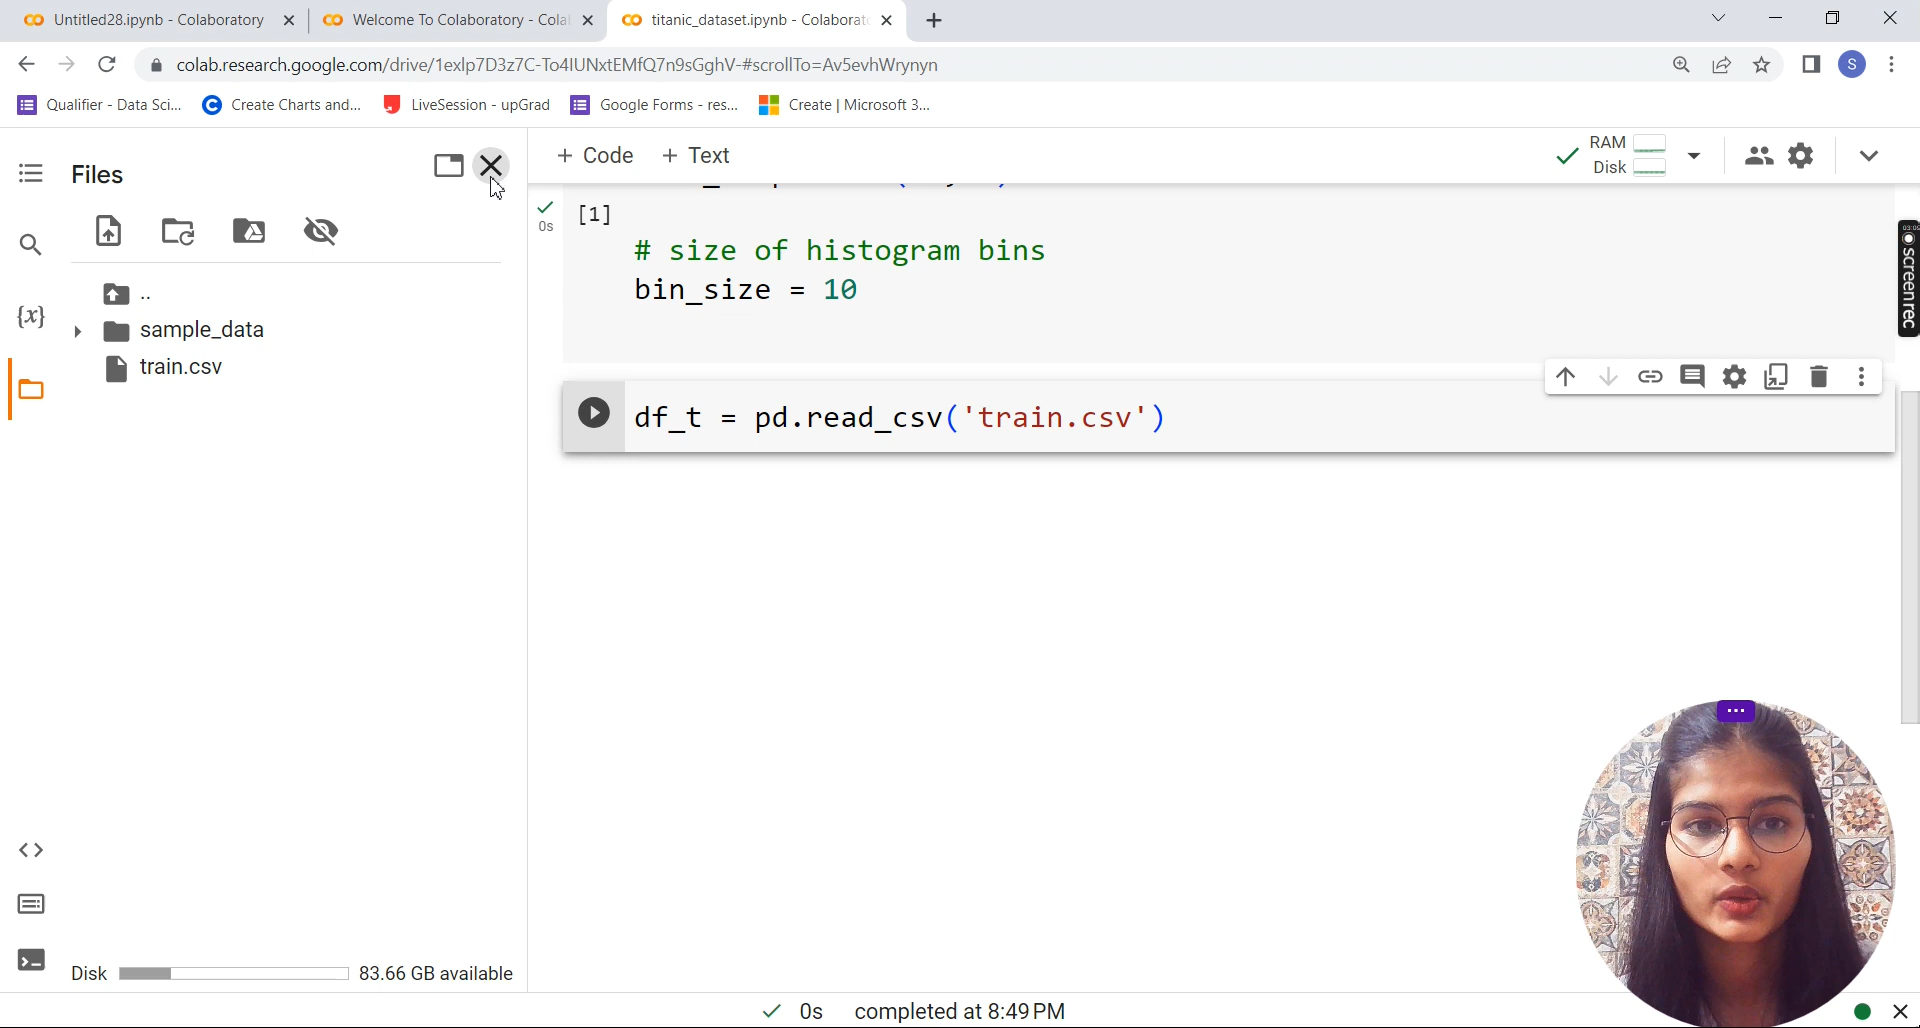 Untitled28.ipynb - Colaboratory
Welcome To Colaboratory - Cola
titanic_dataset.ipynb - Colaborato
colab.research.google.com/drive/1exlp7D3z7C-To4IUNxtEMfQ7n9sGghV-#scrollTo=Av5evhWrynyn
S
Qualifier - Data Sci...
Create Charts and...
LiveSession - upGrad
Google Forms - res...
Create | Microsoft 3...
Files
+ Code
+ Text
RAM
Disk
[1]
0s
# size of histogram bins
bin_size = 10
..
{x}
sample_data
train.csv
df_t = pd.read_csv('train.csv')
screenrec
Disk
83.66 GB available
0s
completed at 8:49 PM